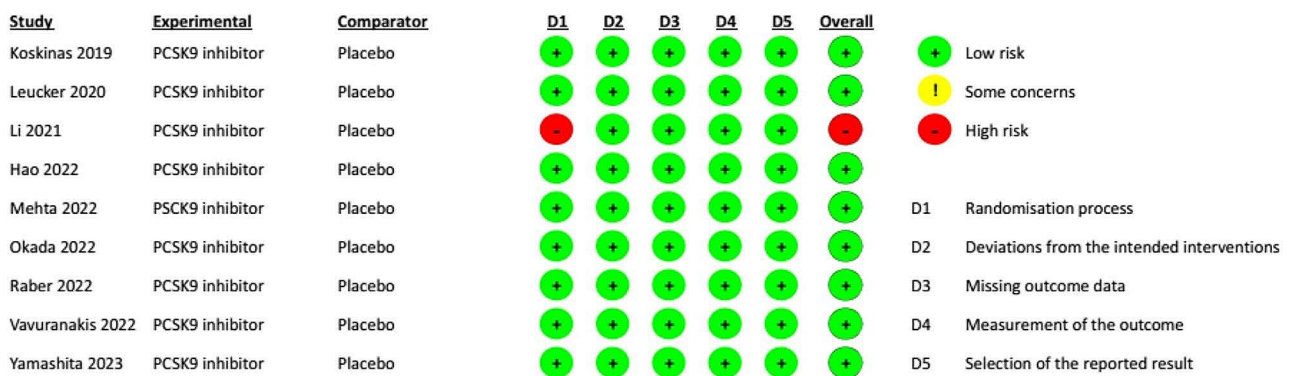 Study Experimental Comparator D1 D2 D3 D4 D5 Overall
Koskinas 2019 PCSK9 inhibitor Placebo + + + + + + + Low risk
Leucker 2020 PCSK9 inhibitor Placebo + + + + + + ! Some concerns
Li 2021 PCSK9 inhibitor Placebo - + + + + - - High risk
Hao 2022 PCSK9 inhibitor Placebo + + + + + +
Mehta 2022 PSCK9 inhibitor Placebo + + + + + + D1 Randomisation process
Okada 2022 PCSK9 inhibitor Placebo + + + + + + D2 Deviations from the intended interventions
Raber 2022 PCSK9 inhibitor Placebo + + + + + + D3 Missing outcome data
Vavuranakis 2022 PCSK9 inhibitor Placebo + + + + + + D4 Measurement of the outcome
Yamashita 2023 PCSK9 inhibitor Placebo + + + + + + D5 Selection of the reported result